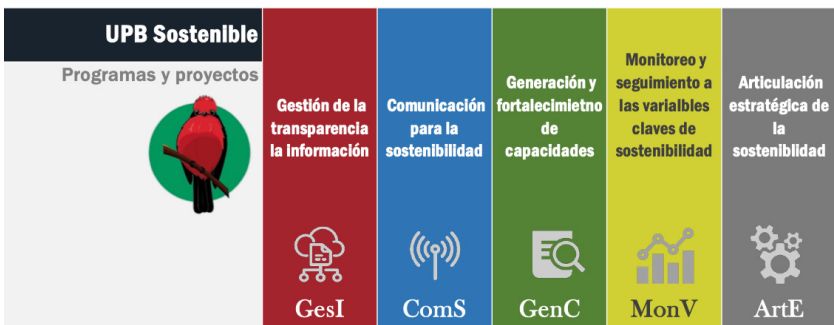 UPB Sostenible
Programas y proyectos
Gestión de la
transparencia
la información
GesI
Comunicación
para la
sostenibilidad
ComS
Generación y
fortalecimietno
de
capacidades
GenC
Monitoreo y
seguimiento a
las varialbles
claves de
sostenibilidad
MonV
Articulación
estratégica de
la
sosteniblidad
ArtE